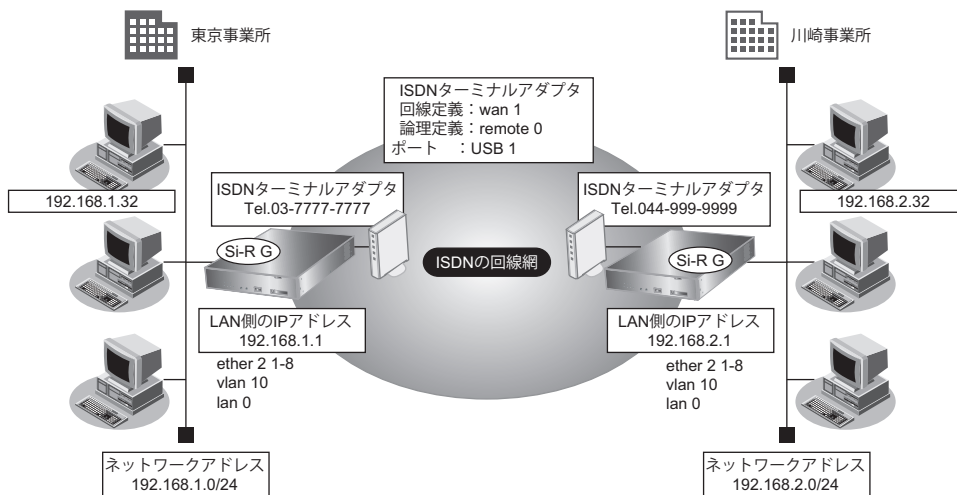 東京事業所
川崎事業所
ISDNターミナルアダプタ
回線定義：wan 1
論理定義：remote 0
ポート　：USB 1
192.168.1.32
ISDNターミナルアダプタ
Tel.03-7777-7777
ISDNターミナルアダプタ
Tel.044-999-9999
192.168.2.32
Si-R G
ISDNの回線網
Si-R G
LAN側のIPアドレス
192.168.1.1
ether 2 1-8
vlan 10
lan 0
LAN側のIPアドレス
192.168.2.1
ether 2 1-8
vlan 10
lan 0
ネットワークアドレス
192.168.1.0/24
ネットワークアドレス
192.168.2.0/24